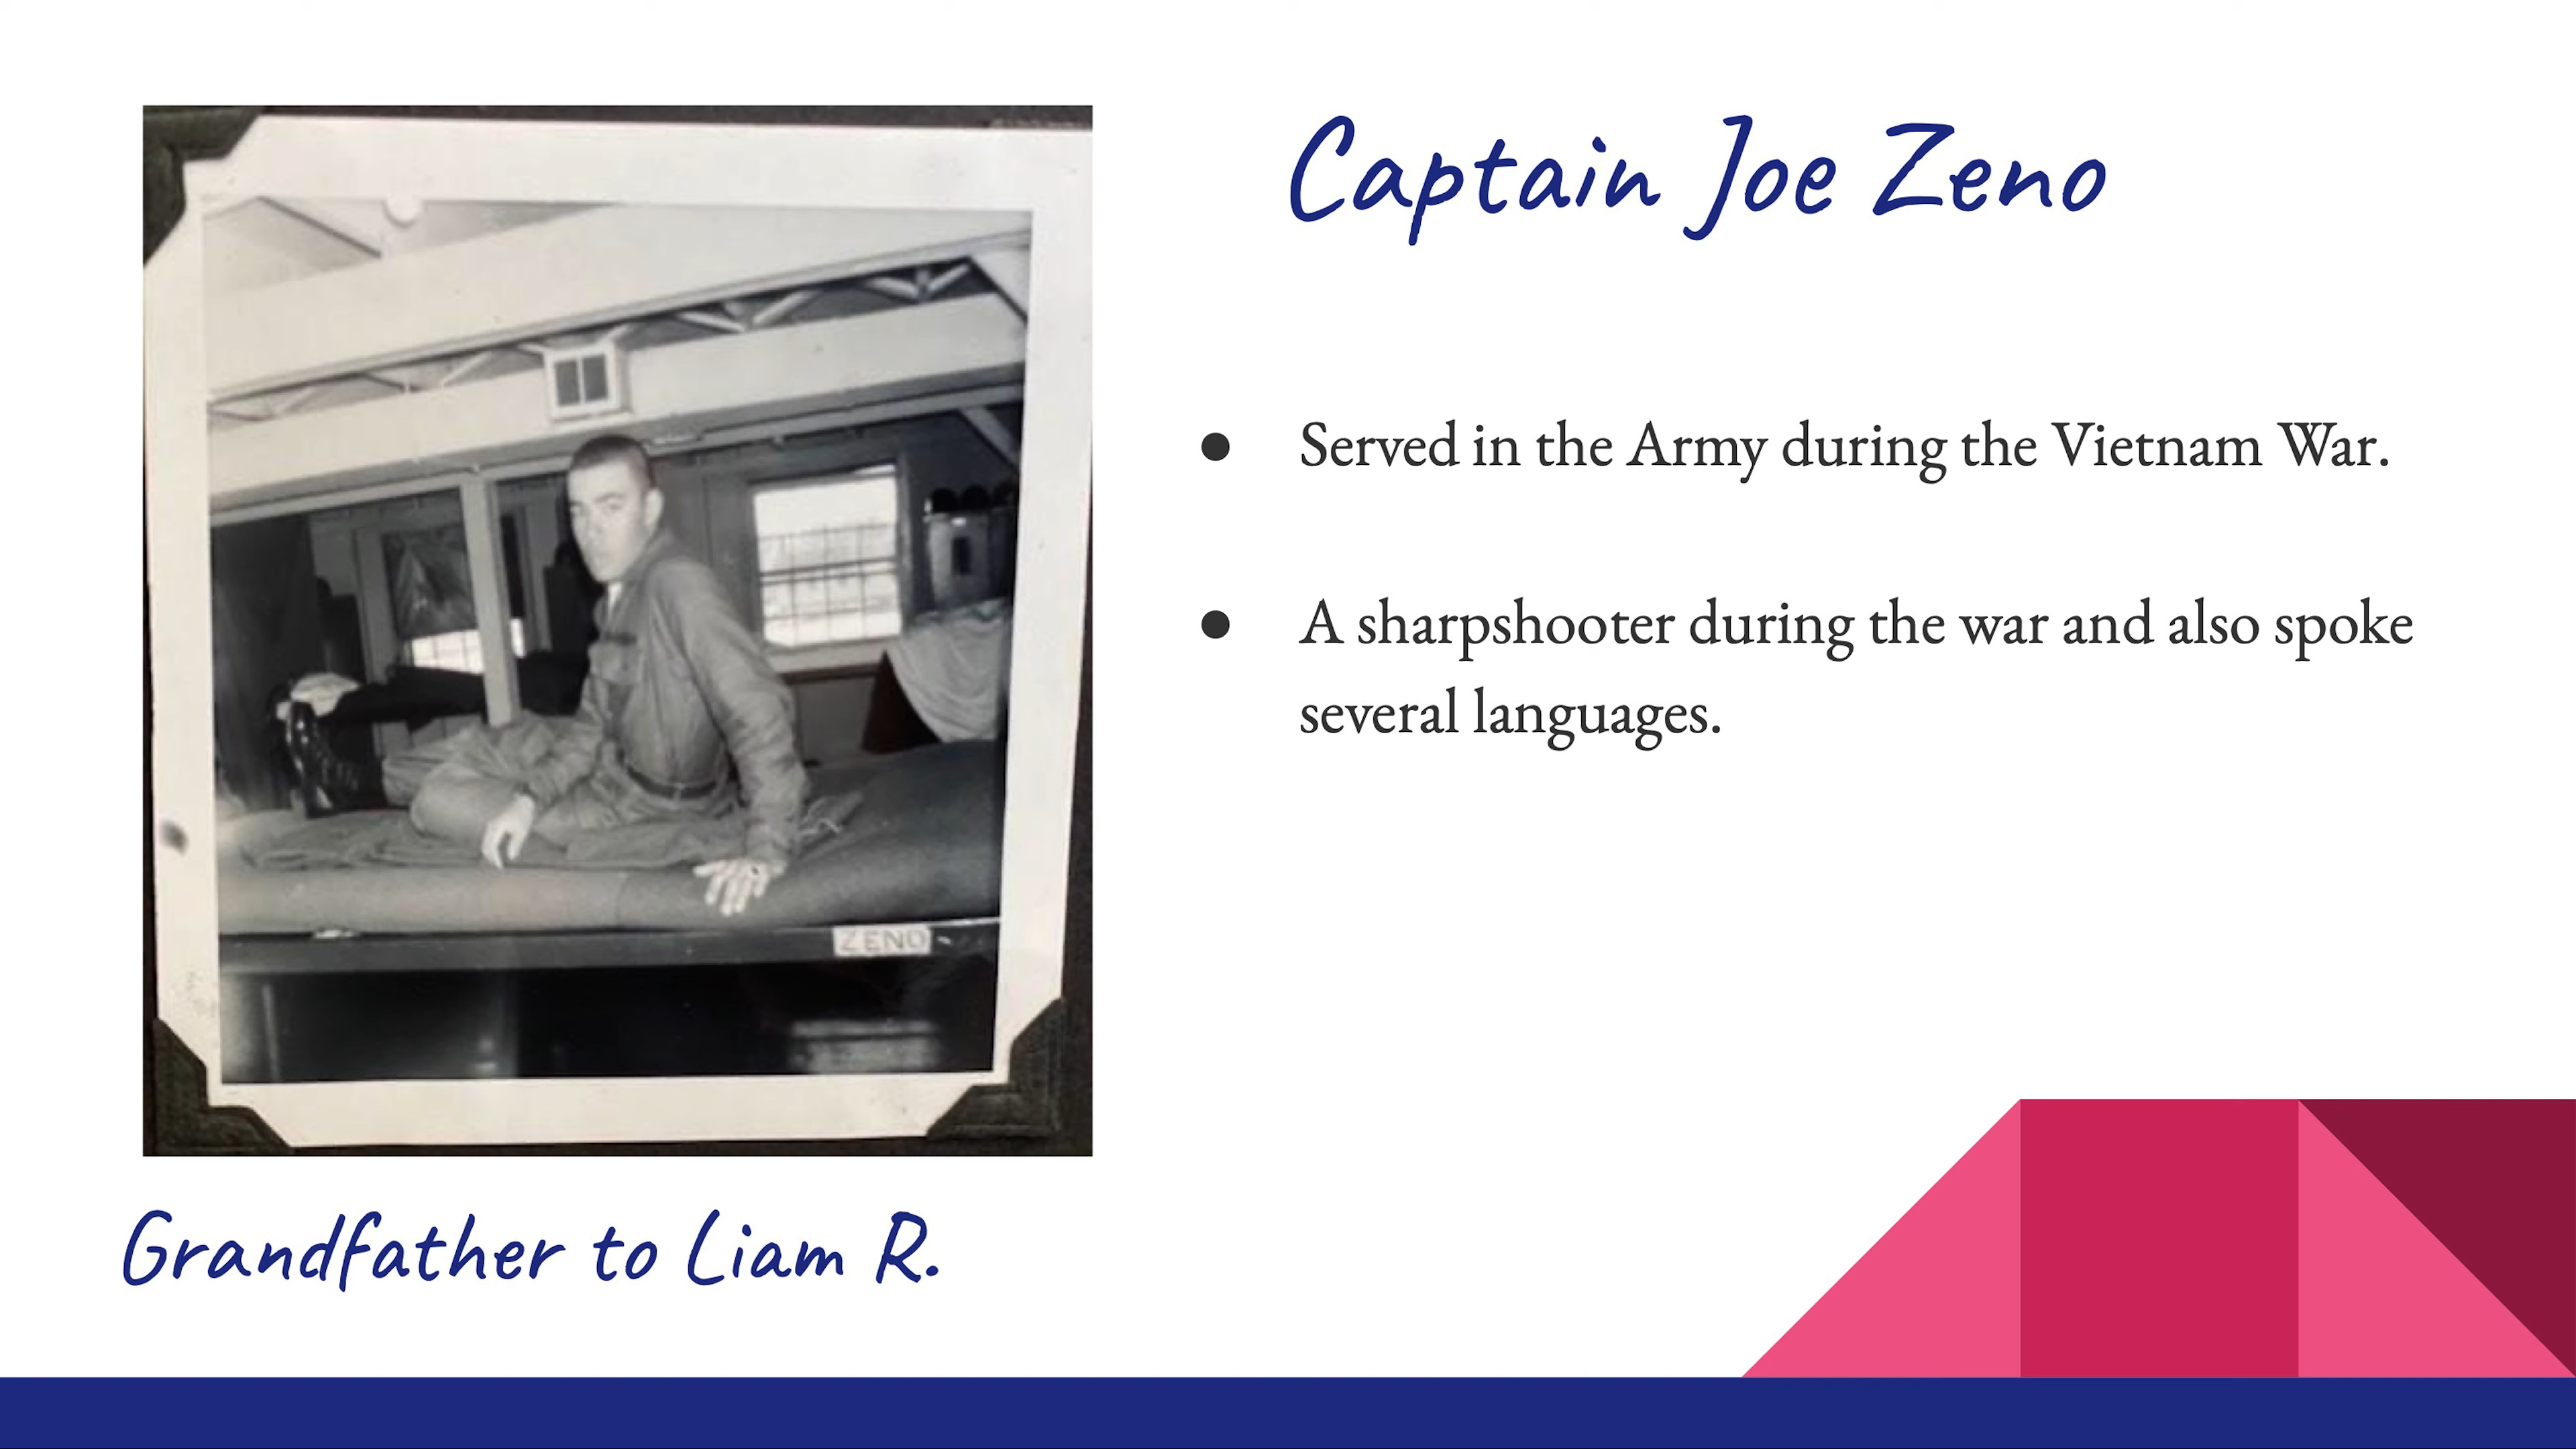 Captain Joe Zeno
● Served in the Army during the Vietnam War.
● A sharpshooter during the war and also spoke
several languages.
ZENO
Grandfather to Liam R.